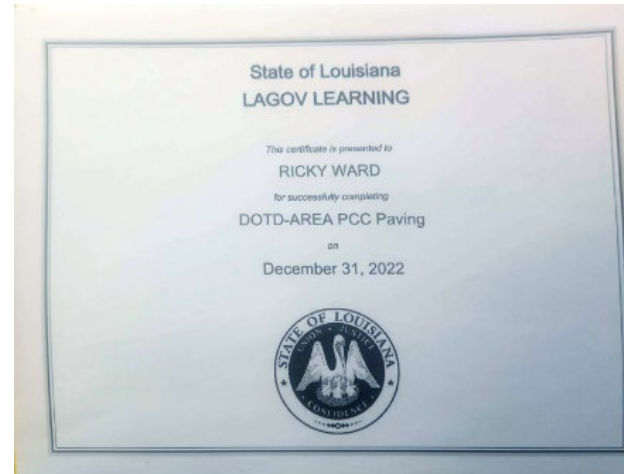 State of Louisiana
LAGOV LEARNING
This certificate is presented to
RICKY WARD
for successfully completing
DOTD-AREA PCC Paving
on
December 31, 2022
STATE OF LOUISIANA
UNION • JUSTICE
CONFIDENCE